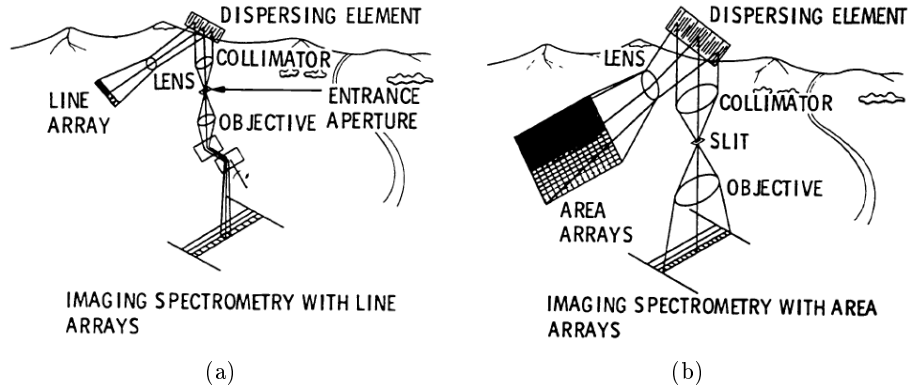 DISPERSING ELEMENT
COLLIMATOR
LENS
LINE
ARRAY
ENTRANCE
APERTURE
OBJECTIVE
IMAGING SPECTROMETRY WITH LINE
ARRAYS
(a)
DISPERSING ELEMENT
LENS
COLLIMATOR
SLIT
OBJECTIVE
AREA
ARRAYS
IMAGING SPECTROMETRY WITH AREA
ARRAYS
(b)